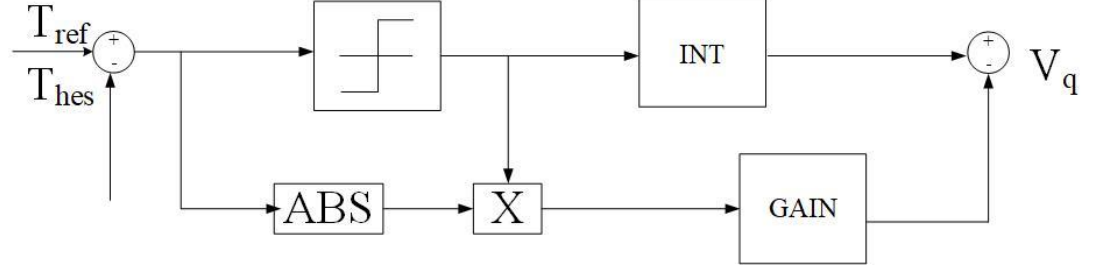 T_ref
+
-
T_hes
INT
+
-
V_q
ABS
X
GAIN